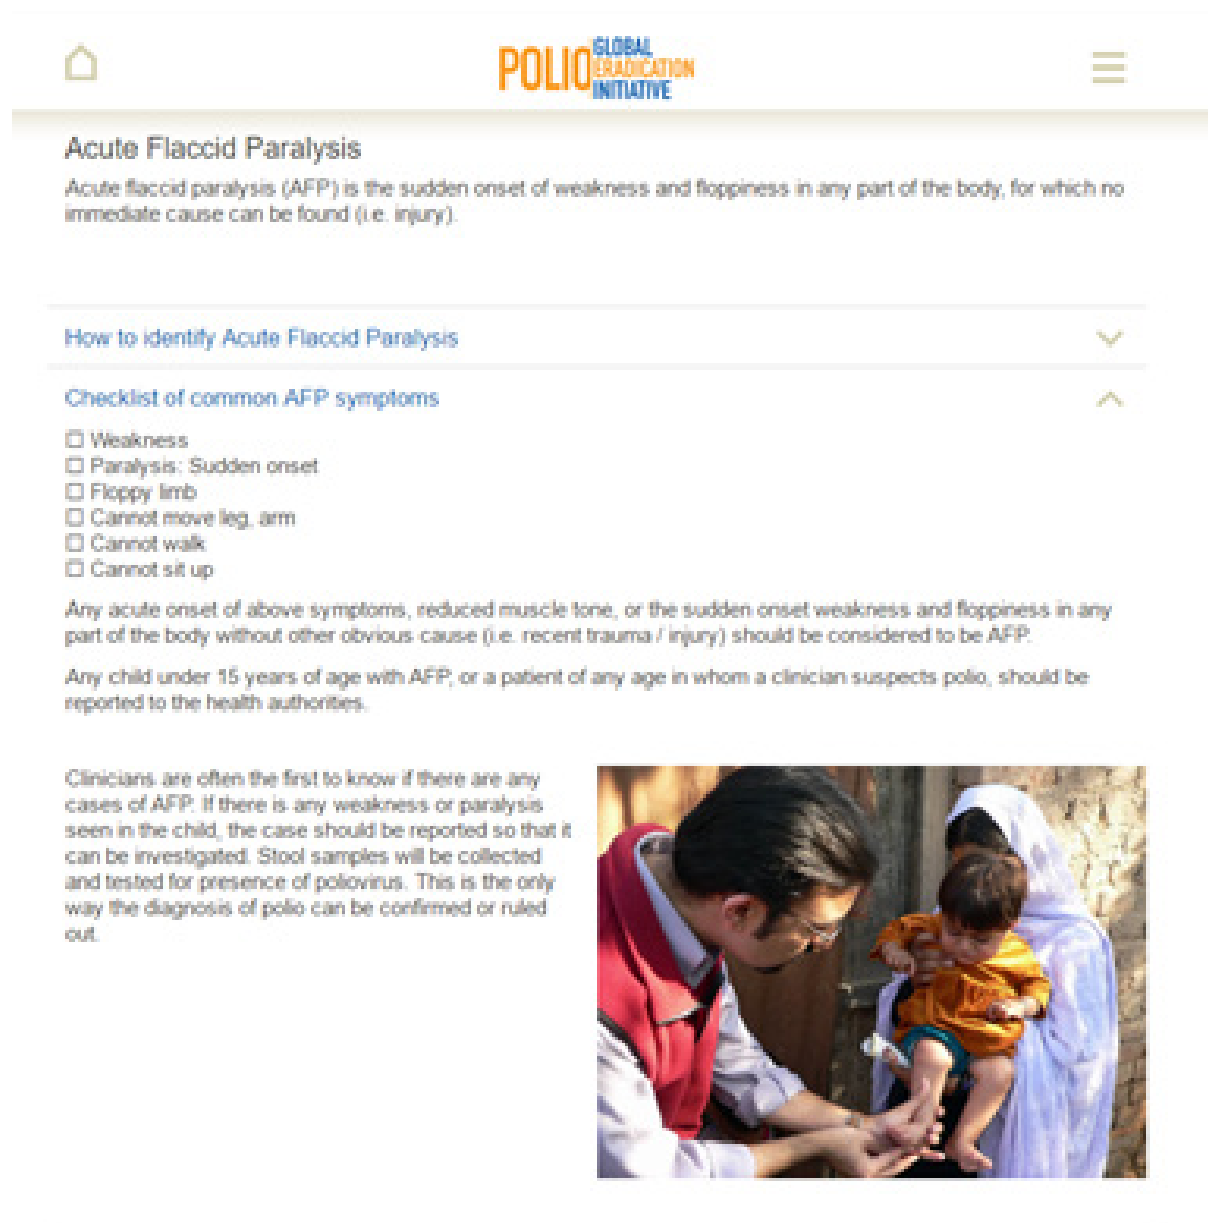 POLIO GLOBAL
ERADICATION
INITIATIVE
Acute Flaccid Paralysis
Acute flaccid paralysis (AFP) is the sudden onset of weakness and floppiness in any part of the body, for which no
immediate cause can be found (i.e. injury).
How to identify Acute Flaccid Paralysis
Checklist of common AFP symptoms
☐ Weakness
☐ Paralysis: Sudden onset
☐ Floppy limb
☐ Cannot move leg, arm
☐ Cannot walk
☐ Cannot sit up
Any acute onset of above symptoms, reduced muscle tone, or the sudden onset weakness and floppiness in any
part of the body without other obvious cause (i.e. recent trauma / injury) should be considered to be AFP.
Any child under 15 years of age with AFP, or a patient of any age in whom a clinician suspects polio, should be
reported to the health authorities.
Clinicians are often the first to know if there are any
cases of AFP. If there is any weakness or paralysis
seen in the child, the case should be reported so that it
can be investigated. Stool samples will be collected
and tested for presence of poliovirus. This is the only
way the diagnosis of polio can be confirmed or ruled
out.